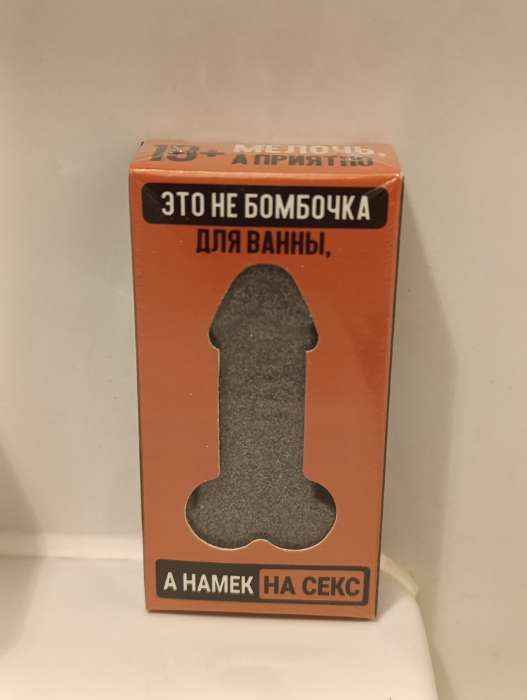 18+ МЕЛОЧЬ,
А ПРИЯТНО
ЭТО НЕ БОМБОЧКА
ДЛЯ ВАННЫ,
А НАМЕК НА СЕКС